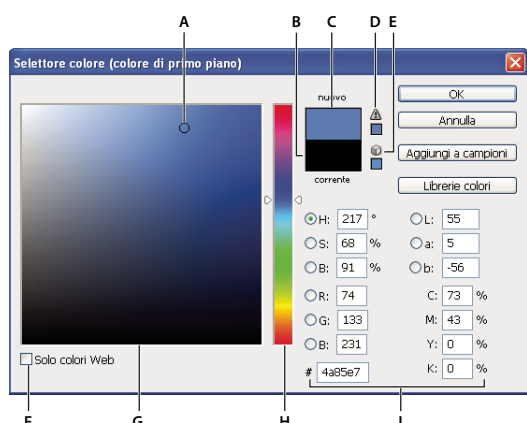 A
B C D E
Selettore colore (colore di primo piano)
nuovo
corrente
OK
Annulla
Aggiungi a campioni
Librerie colori
H: 217 °
S: 68 %
B: 91 %
R: 74
G: 133
B: 231
# 4a85e7
L: 55
a: 5
b: -56
C: 73 %
M: 43 %
Y: 0 %
K: 0 %
Solo colori Web
F G H I